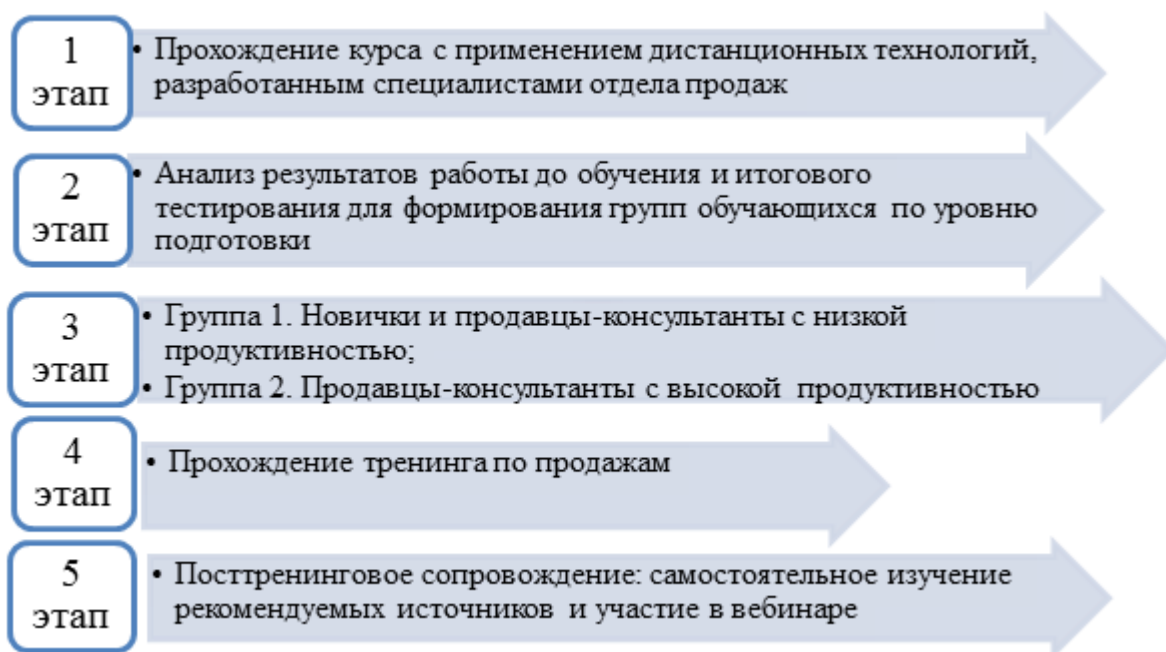 1
этап
• Прохождение курса с применением дистанционных технологий,
разработанным специалистами отдела продаж
2
этап
• Анализ результатов работы до обучения и итогового
тестирования для формирования групп обучающихся по уровню
подготовки
3
этап
• Группа 1. Новички и продавцы-консультанты с низкой
продуктивностью;
• Группа 2. Продавцы-консультанты с высокой продуктивностью
4
этап
• Прохождение тренинга по продажам
5
этап
• Посттренинговое сопровождение: самостоятельное изучение
рекомендуемых источников и участие в вебинаре